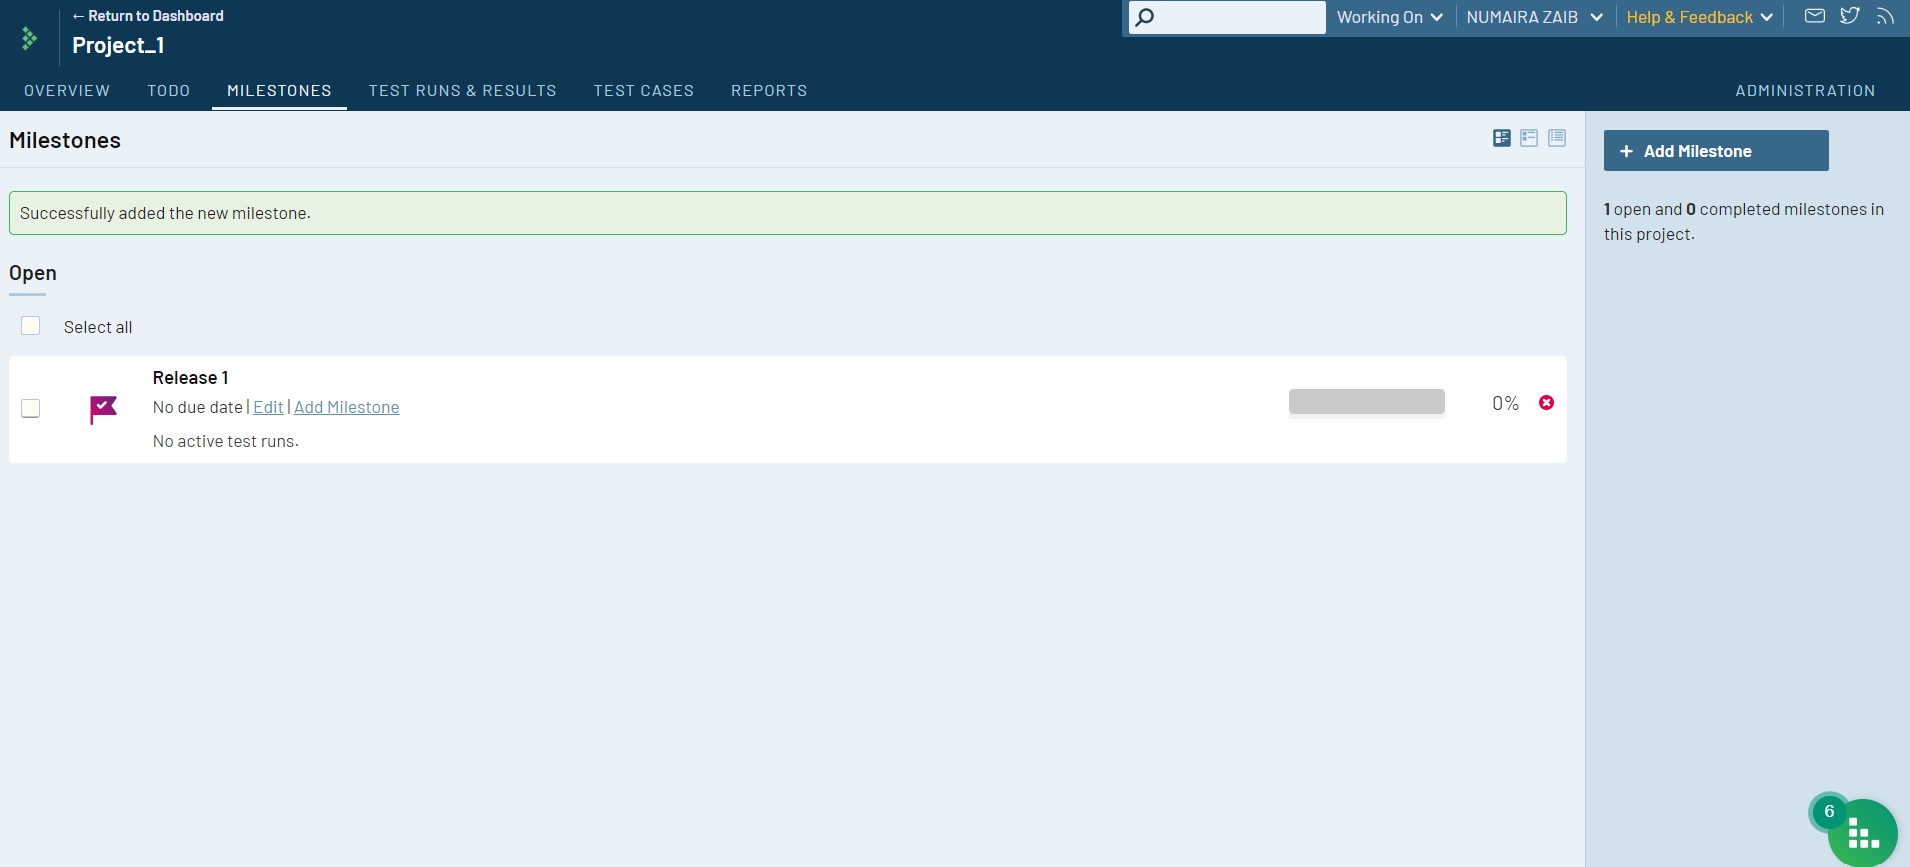 ← Return to Dashboard
Project_1
Working On
NUMAIRA ZAIB
Help & Feedback
OVERVIEW TODO MILESTONES TEST RUNS & RESULTS TEST CASES REPORTS ADMINISTRATION
Milestones
+ Add Milestone
1 open and 0 completed milestones in
this project.
Successfully added the new milestone.
Open
Select all
Release 1
No due date | Edit | Add Milestone
0%
No active test runs.
6